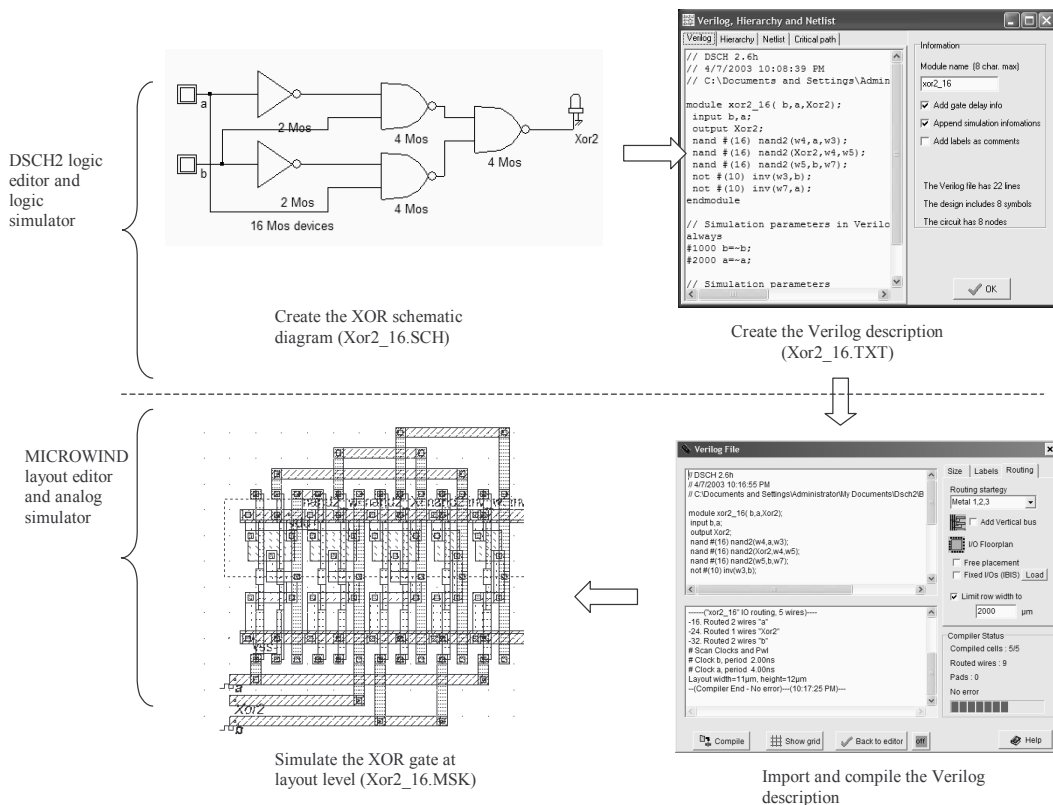 DSCH2 logic
editor and
logic
simulator
a
b
2 Mos
2 Mos
4 Mos
4 Mos
4 Mos
Xor2
16 Mos devices
Create the XOR schematic
diagram (Xor2_16.SCH)
Verilog, Hierarchy and Netlist
Verilog Hierarchy Netlist Critical path
// DSCH 2.6h
// 4/7/2003 10:08:39 PM
// C:\Documents and Settings\Admin
module xor2_16( b,a,Xor2);
input b,a;
output Xor2;
nand #(16) nand2(w4,a,w3);
nand #(16) nand2(Xor2,w4,w5);
nand #(16) nand2(w5,b,w7);
not #(10) inv(w3,b);
not #(10) inv(w7,a);
endmodule
// Simulation parameters in Verilo
always
#1000 b=~b;
#2000 a=~a;
// Simulation parameters
Information
Module name (8 char. max)
xor2_16
Add gate delay info
Append simulation infomations
Add labels as comments
The Verilog file has 22 lines
The design includes 8 symbols
The circuit has 8 nodes
OK
Create the Verilog description
(Xor2_16.TXT)
MICROWIND
layout editor
and analog
simulator
a
Xor2
b
Simulate the XOR gate at
layout level (Xor2_16.MSK)
Verilog File
// DSCH 2.6h
// 4/7/2003 10:16:55 PM
// C:\Documents and Settings\Administrator\My Documents\Dsch2\B
module xor2_16( b,a,Xor2);
input b,a;
output Xor2;
nand #(16) nand2(w4,a,w3);
nand #(16) nand2(Xor2,w4,w5);
nand #(16) nand2(w5,b,w7);
not #(10) inv(w3,b);
------("xor2_16" IO routing, 5 wires)----
-16. Routed 2 wires "a"
-24. Routed 1 wires "Xor2"
-32. Routed 2 wires "b"
# Scan Clocks and Pwl
# Clock b, period 2.00ns
# Clock a, period 4.00ns
Layout width=11µm, height=12µm
--(Compiler End - No error)---(10:17:25 PM)---
Size Labels Routing
Routing startegy
Metal 1,2,3
Add Vertical bus
I/O Floorplan
Free placement
Fixed I/Os (IBIS) Load
Limit row width to
2000 µm
Compiler Status
Compiled cells : 5/5
Routed wires : 9
Pads : 0
No error
Compile Show grid Back to editor off Help
Import and compile the Verilog
description